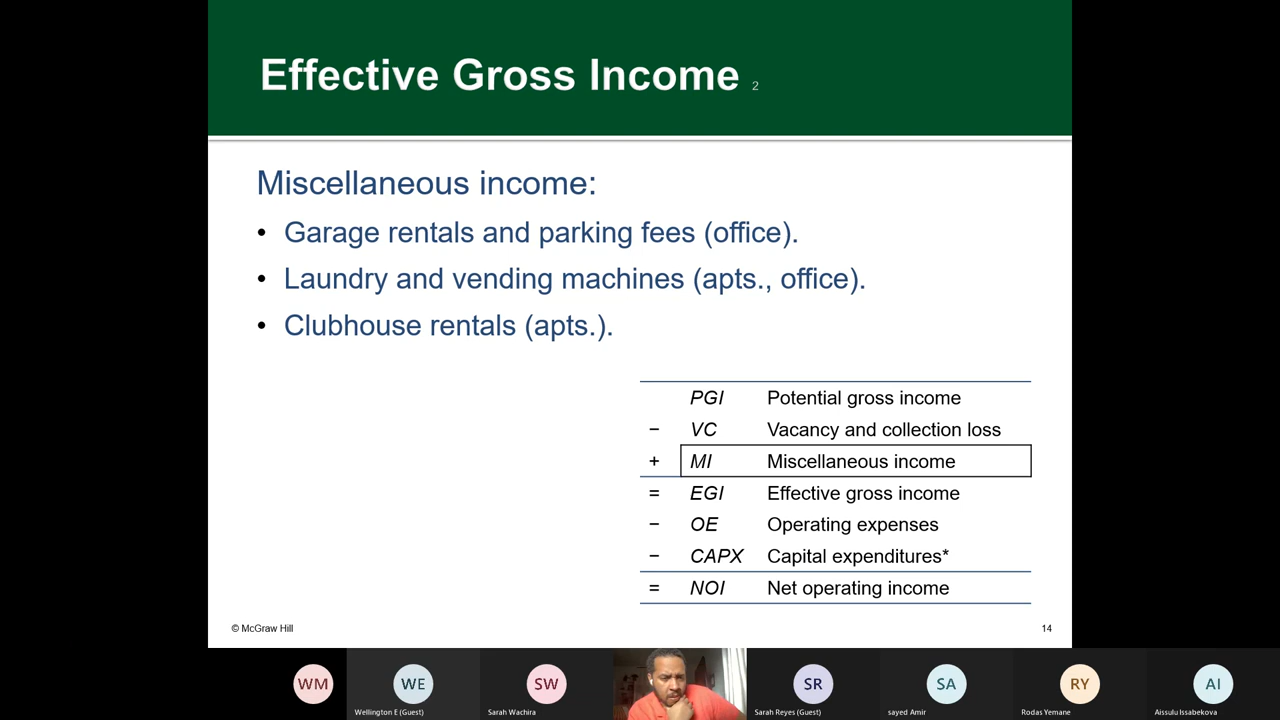 Effective Gross Income 2
Miscellaneous income:
• Garage rentals and parking fees (office).
• Laundry and vending machines (apts., office).
• Clubhouse rentals (apts.).
PGI Potential gross income
− VC Vacancy and collection loss
+ MI Miscellaneous income
= EGI Effective gross income
− OE Operating expenses
− CAPX Capital expenditures*
= NOI Net operating income
© McGraw Hill 14
WM WE SW SR SA RY AI
Wellington E (Guest) Sarah Wachira Sarah Reyes (Guest) sayed Amir Rodas Yemane Aissulu Issabekova